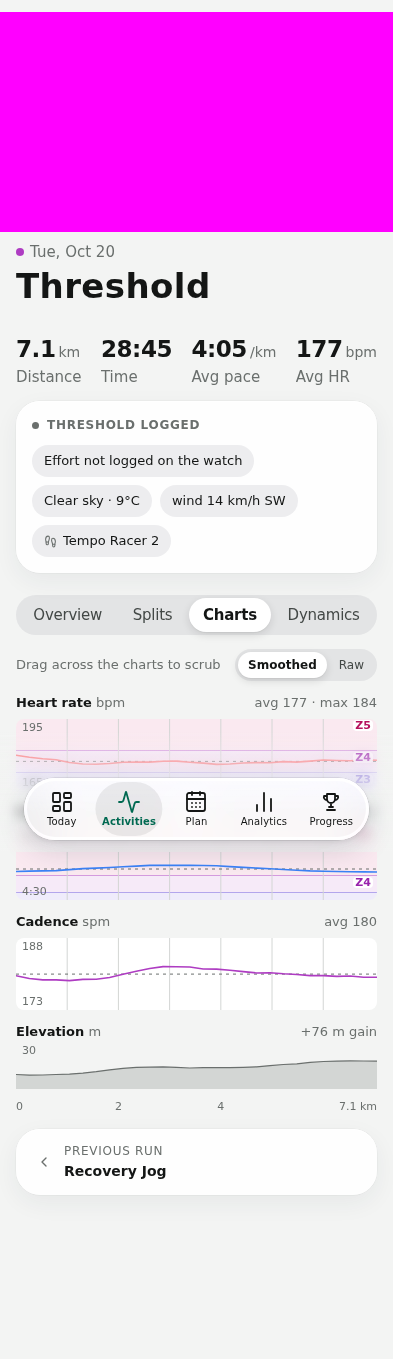 Tue, Oct 20
Threshold
7.1 km 28:45 4:05 /km 177 bpm
Distance Time Avg pace Avg HR
THRESHOLD LOGGED
Effort not logged on the watch
Clear sky · 9°C wind 14 km/h SW
Tempo Racer 2
Overview Splits Charts Dynamics
Drag across the charts to scrub Smoothed Raw
Heart rate bpm avg 177 · max 184
195 Z5
Z4
165 Z3
Today Activities Plan Analytics Progress
4:30 Z4
Cadence spm avg 180
188
173
Elevation m +76 m gain
30
0 2 4 7.1 km
PREVIOUS RUN
Recovery Jog